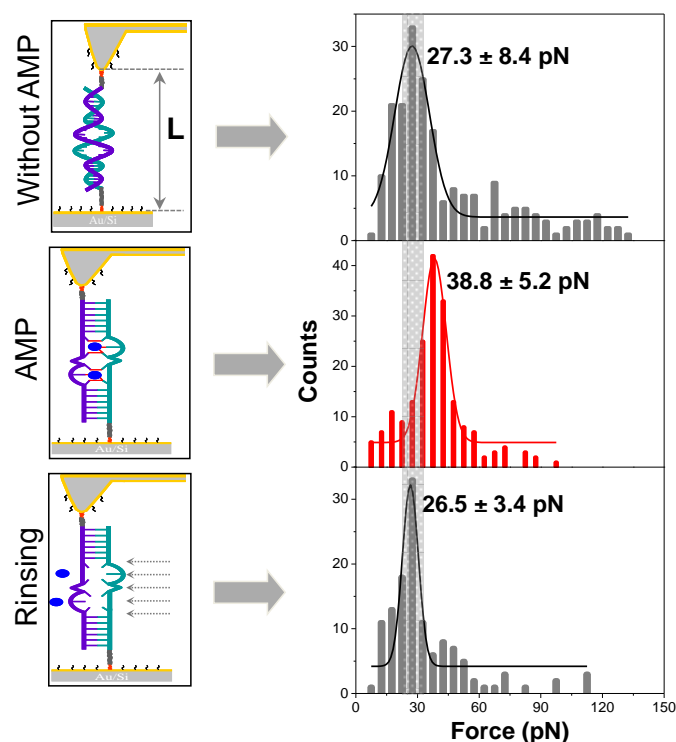 Without AMP
L
Au/Si
27.3 ± 8.4 pN
30
20
10
0
AMP
Au/Si
38.8 ± 5.2 pN
Counts
40
30
20
10
0
Rinsing
Au/Si
26.5 ± 3.4 pN
30
20
10
0
0 30 60 90 120 150
Force (pN)